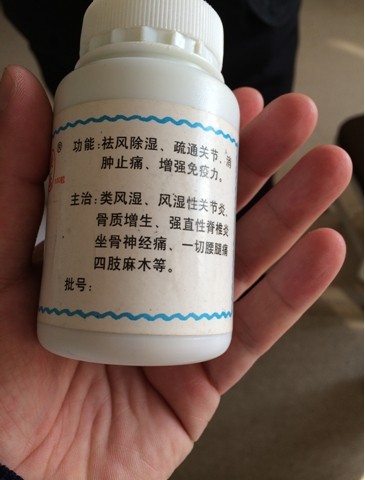 功能:祛风除湿、疏通关节、消
肿止痛、增强免疫力。
主治:类风湿、风湿性关节炎、
骨质增生、强直性脊椎炎
坐骨神经痛、一切腰腿痛
四肢麻木等。
批号: